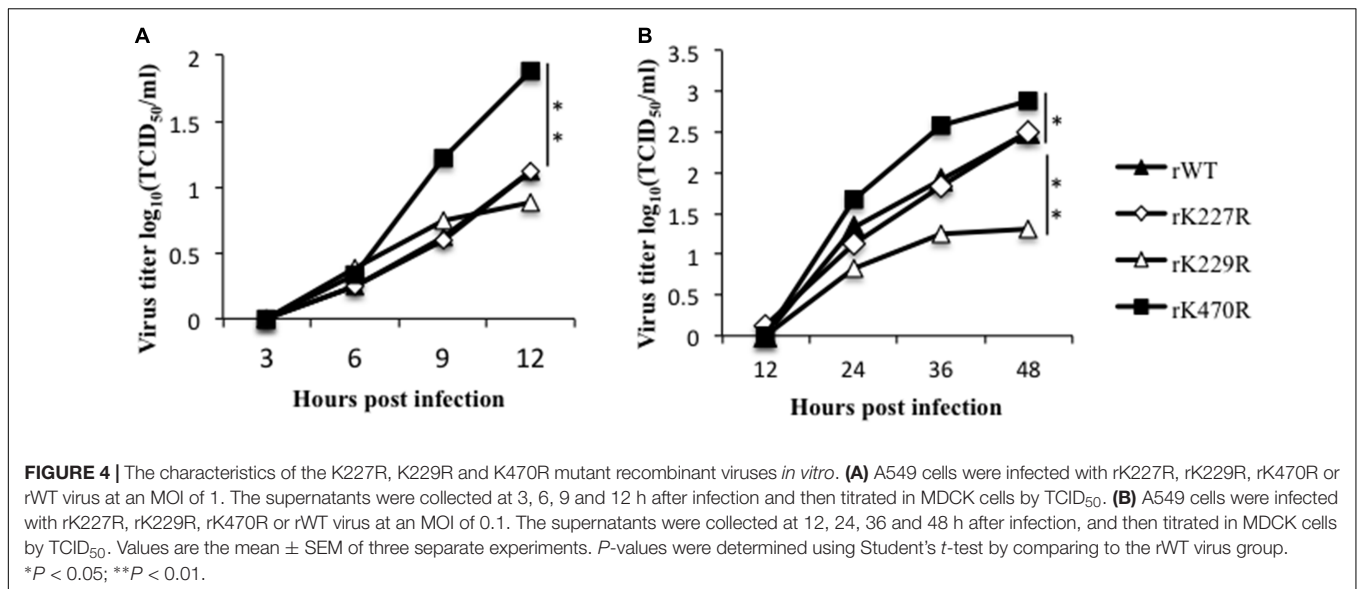 A
Virus titer log₁₀(TCID₅₀/ml)
2
1.5
1
0.5
0
3 6 9 12
Hours post infection
*
*
B
Virus titer log₁₀(TCID₅₀/ml)
3.5
3
2.5
2
1.5
1
0.5
0
12 24 36 48
Hours post infection
*
*
*
rWT
rK227R
rK229R
rK470R
FIGURE 4 | The characteristics of the K227R, K229R and K470R mutant recombinant viruses in vitro. (A) A549 cells were infected with rK227R, rK229R, rK470R or
rWT virus at an MOI of 1. The supernatants were collected at 3, 6, 9 and 12 h after infection and then titrated in MDCK cells by TCID₅₀. (B) A549 cells were infected
with rK227R, rK229R, rK470R or rWT virus at an MOI of 0.1. The supernatants were collected at 12, 24, 36 and 48 h after infection, and then titrated in MDCK cells
by TCID₅₀. Values are the mean ± SEM of three separate experiments. P-values were determined using Student's t-test by comparing to the rWT virus group.
*P < 0.05; **P < 0.01.